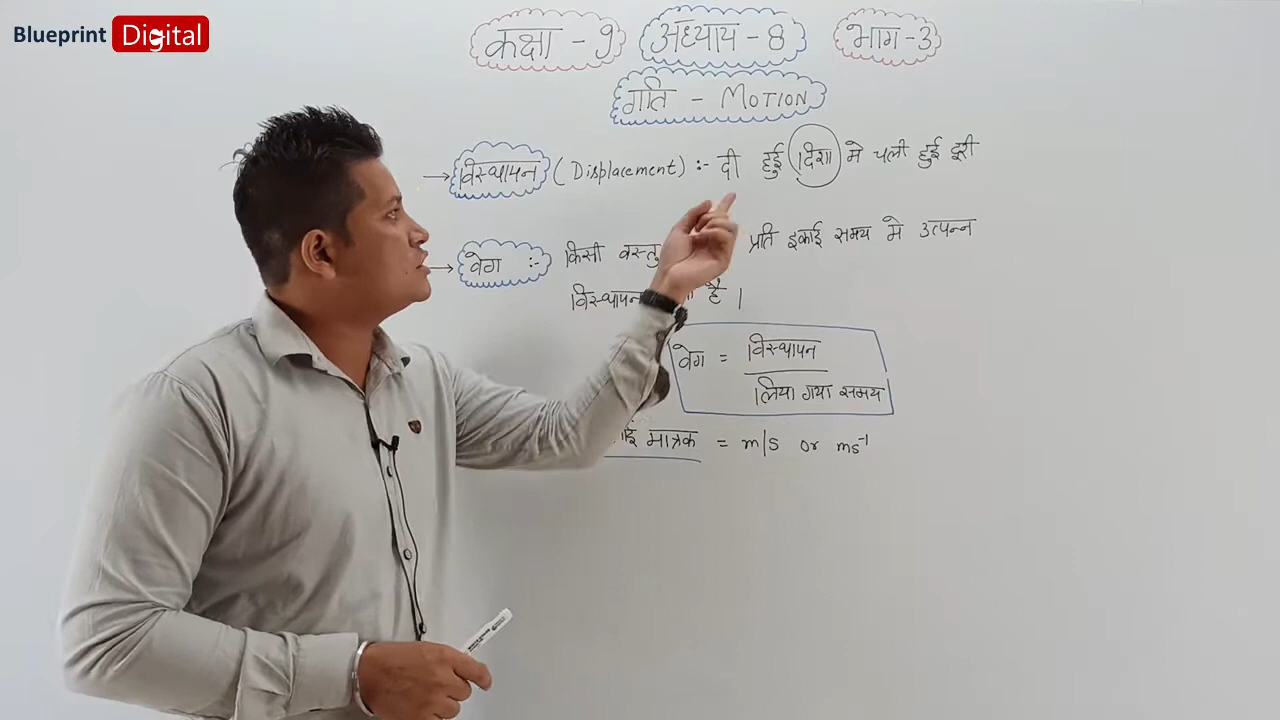 Blueprint Digital
कक्षा - 9 अध्याय - 8 भाग - 3
गति - MOTION
→ विस्थापन (Displacement) :- दी हुई दिशा मे चली हुई दूरी
→ वेग :- किसी वस्तु प्रति इकाई समय मे उत्पन्न
विस्थापन है ।
वेग = विस्थापन
लिया गया समय
मात्रक = m/s or ms⁻¹